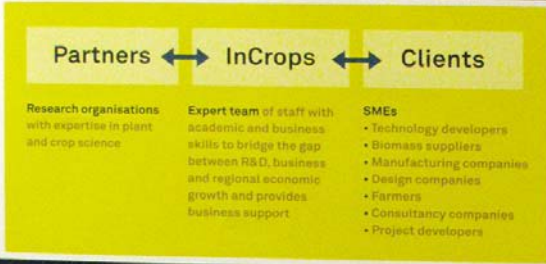 Partners
InCrops
Clients
Research organisations
with expertise in plant
and crop science
Expert team of staff with
academic and business
skills to bridge the gap
between R&D, business
and regional economic
growth and provides
business support
SMEs
• Technology developers
• Biomass suppliers
• Manufacturing companies
• Design companies
• Farmers
• Consultancy companies
• Project developers